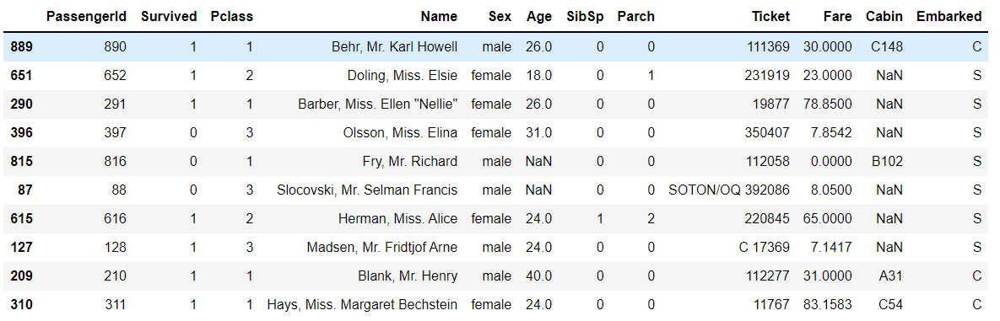 PassengerId Survived Pclass Name Sex Age SibSp Parch Ticket Fare Cabin Embarked
889 890 1 1 Behr, Mr. Karl Howell male 26.0 0 0 111369 30.0000 C148 C
651 652 1 2 Doling, Miss. Elsie female 18.0 0 1 231919 23.0000 NaN S
290 291 1 1 Barber, Miss. Ellen "Nellie" female 26.0 0 0 19877 78.8500 NaN S
396 397 0 3 Olsson, Miss. Elina female 31.0 0 0 350407 7.8542 NaN S
815 816 0 1 Fry, Mr. Richard male NaN 0 0 112058 0.0000 B102 S
87 88 0 3 Slocovski, Mr. Selman Francis male NaN 0 0 SOTON/OQ 392086 8.0500 NaN S
615 616 1 2 Herman, Miss. Alice female 24.0 1 2 220845 65.0000 NaN S
127 128 1 3 Madsen, Mr. Fridtjof Arne male 24.0 0 0 C 17369 7.1417 NaN S
209 210 1 1 Blank, Mr. Henry male 40.0 0 0 112277 31.0000 A31 C
310 311 1 1 Hays, Miss. Margaret Bechstein female 24.0 0 0 11767 83.1583 C54 C